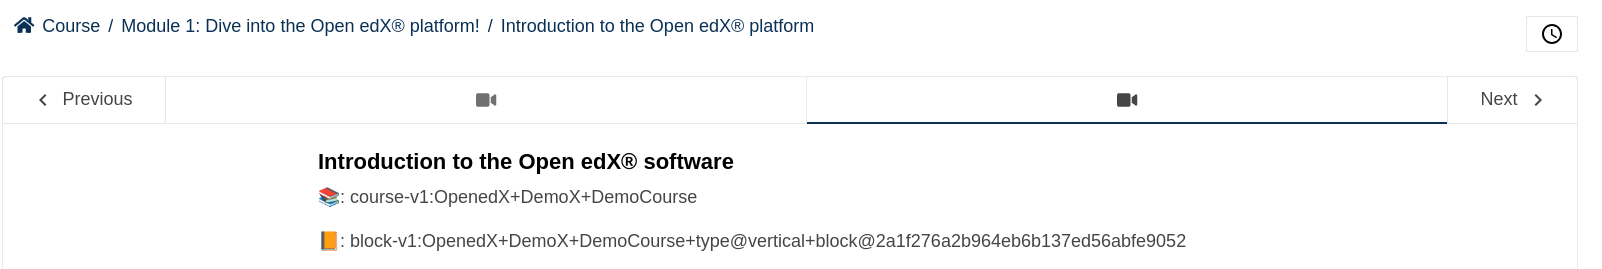 Course / Module 1: Dive into the Open edX® platform! / Introduction to the Open edX® platform
Previous
Next
Introduction to the Open edX® software
📚: course-v1:OpenedX+DemoX+DemoCourse
📙: block-v1:OpenedX+DemoX+DemoCourse+type@vertical+block@2a1f276a2b964eb6b137ed56abfe9052